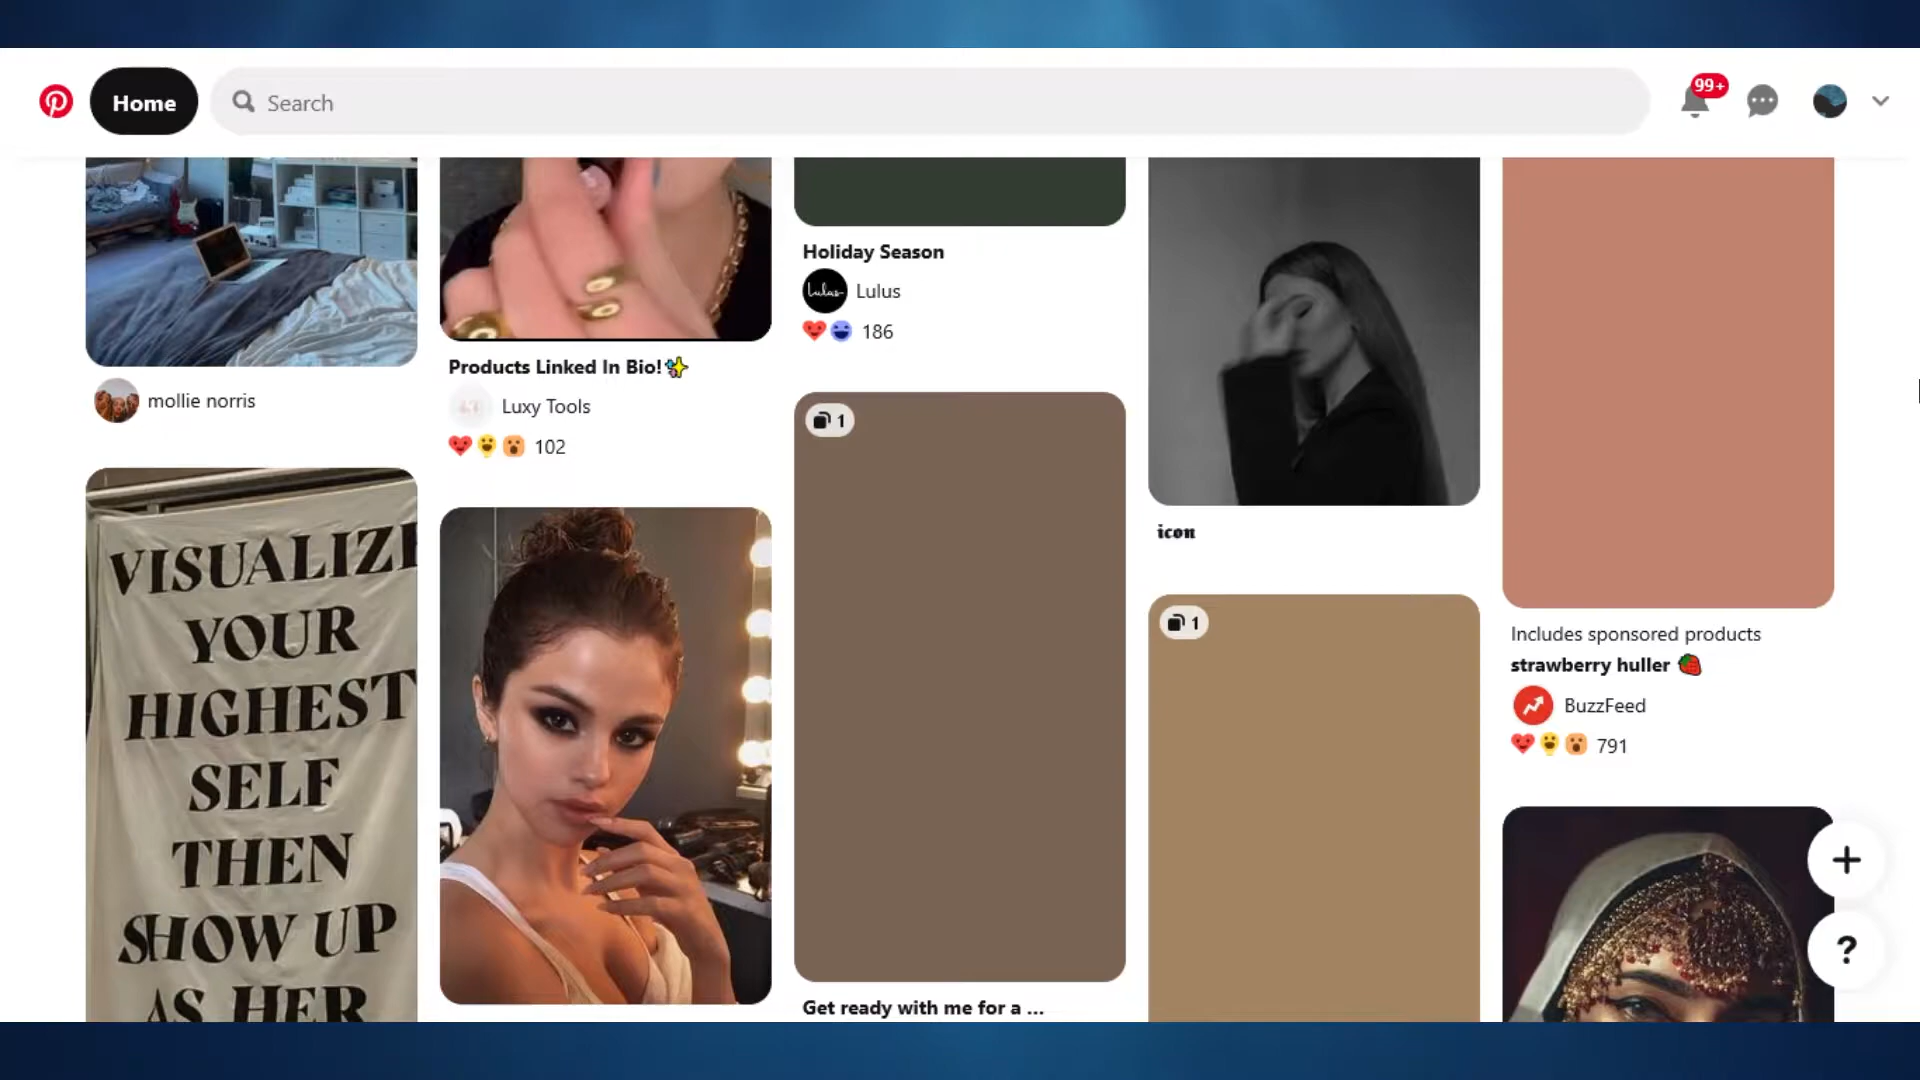 Home
Search
99+
mollie norris
VISUALIZE
YOUR
HIGHEST
SELF
THEN
SHOW UP
AS HER
Products Linked In Bio!✨
Luxy Tools
102
Holiday Season
Lulus
Lulus
186
1
Get ready with me for a ...
icon
1
Includes sponsored products
strawberry huller 🍓
BuzzFeed
791
+
?